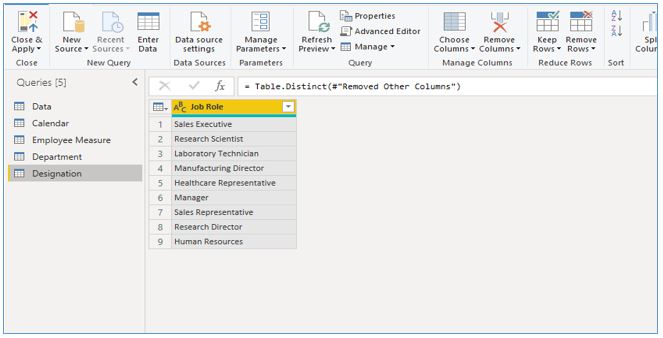 Close &
Apply
New
Source
Recent
Sources
Enter
Data
Data source
settings
Manage
Parameters
Refresh
Preview
Properties
Advanced Editor
Manage
Choose
Columns
Remove
Columns
Keep
Rows
Remove
Rows
A
Z
Z
A
Split
Close
New Query
Data Sources
Parameters
Query
Manage Columns
Reduce Rows
Sort
Queries [5]
fx
= Table.Distinct(#"Removed Other Columns")
Data
Calendar
Employee Measure
Department
Designation
ABC Job Role
1 Sales Executive
2 Research Scientist
3 Laboratory Technician
4 Manufacturing Director
5 Healthcare Representative
6 Manager
7 Sales Representative
8 Research Director
9 Human Resources